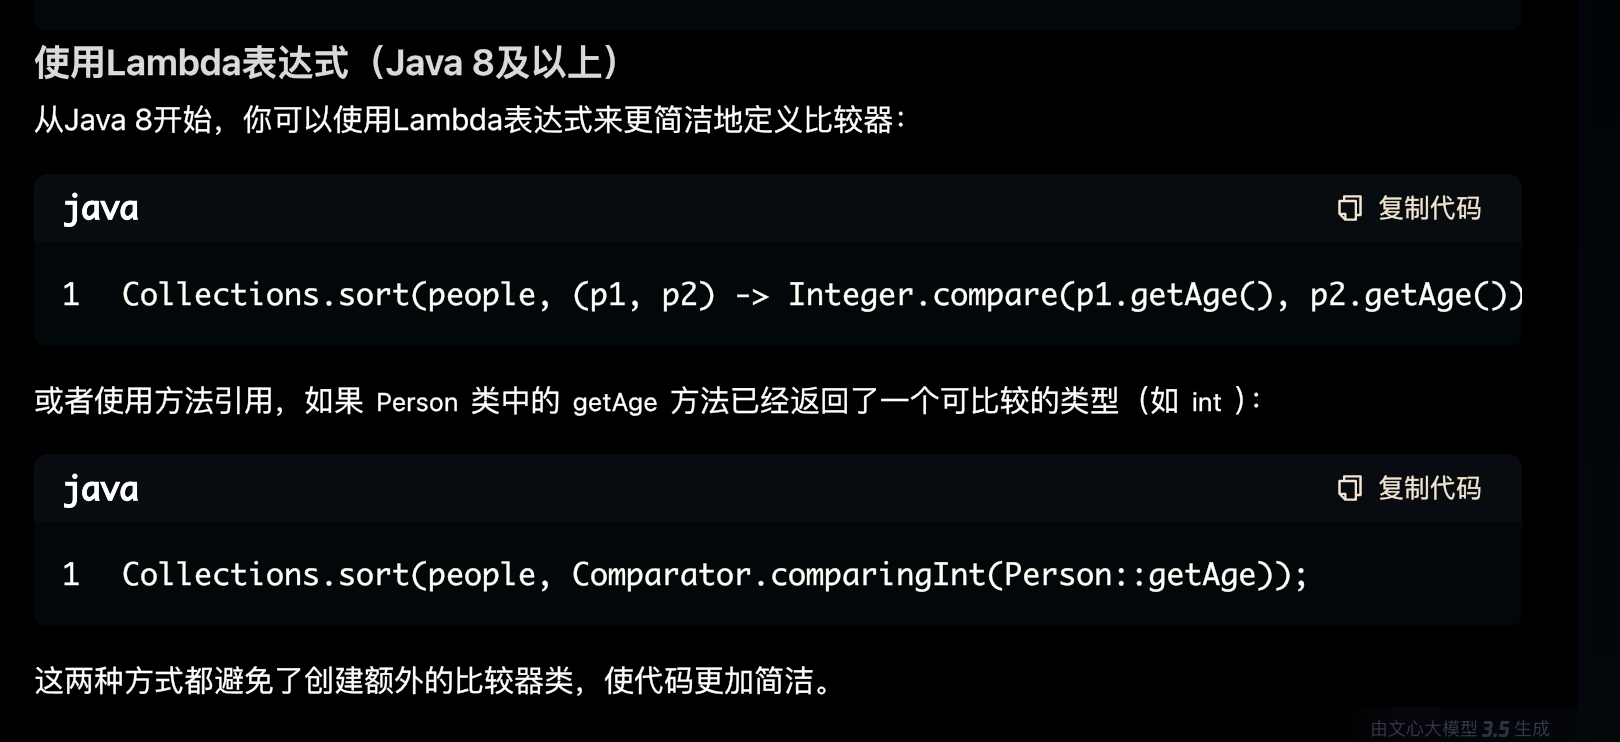 使用Lambda表达式（Java 8及以上）
从Java 8开始，你可以使用Lambda表达式来更简洁地定义比较器：
java
复制代码
1 Collections.sort(people, (p1, p2) -> Integer.compare(p1.getAge(), p2.getAge())
或者使用方法引用，如果 Person 类中的 getAge 方法已经返回了一个可比较的类型（如 int ）：
java
复制代码
1 Collections.sort(people, Comparator.comparingInt(Person::getAge));
这两种方式都避免了创建额外的比较器类，使代码更加简洁。
由文心大模型 3.5 生成